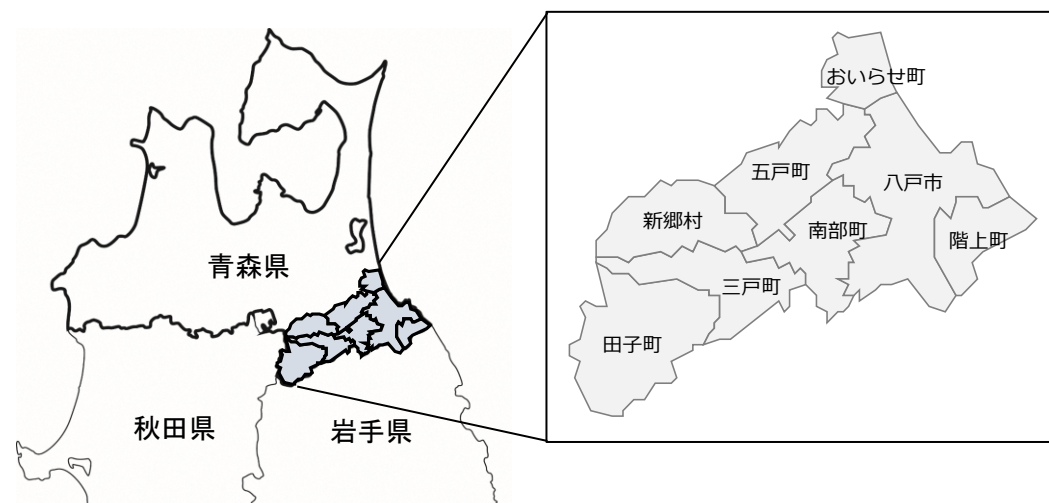 青森県
秋田県
岩手県
おいらせ町
五戸町
八戸市
新郷村
南部町
階上町
三戸町
田子町